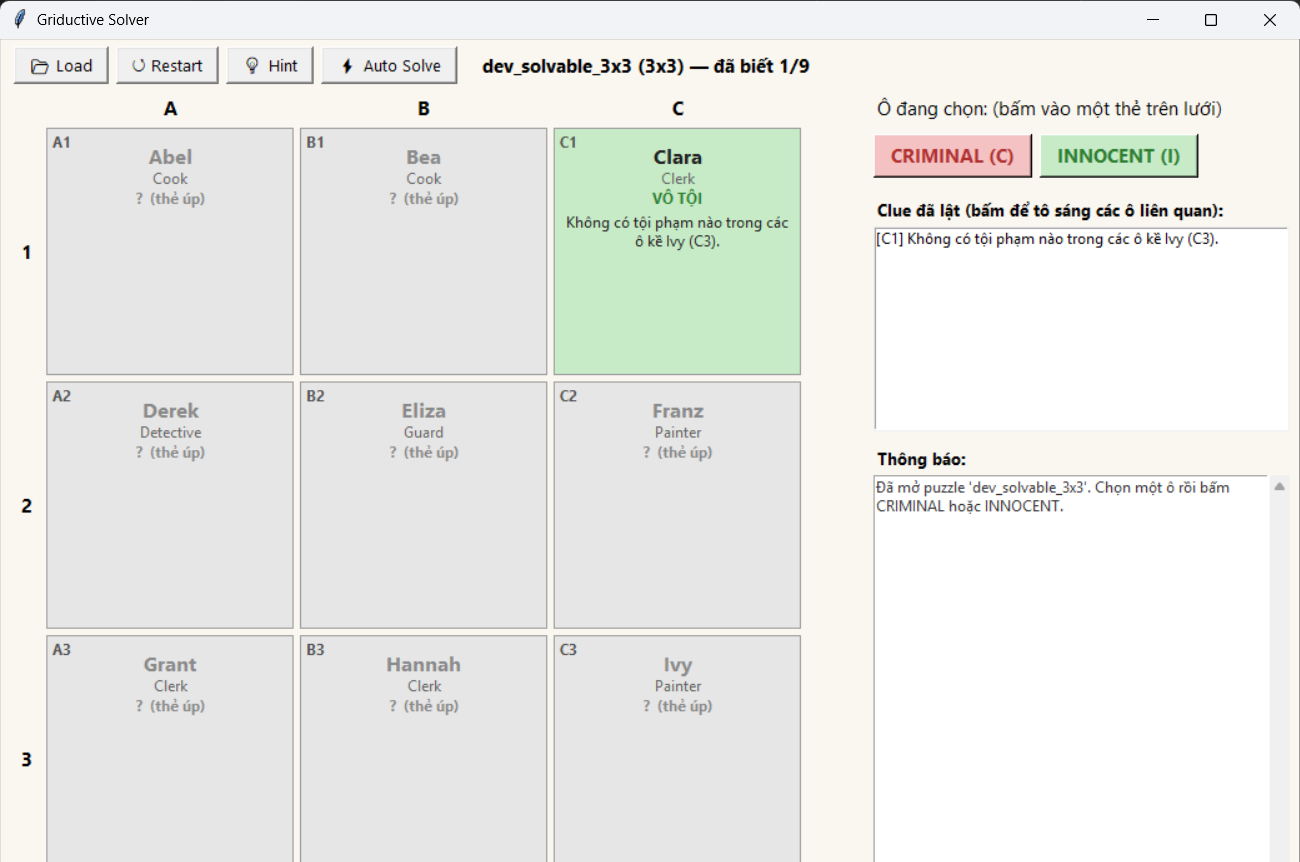 Griductive Solver
Load Restart Hint Auto Solve dev_solvable_3x3 (3x3) — đã biết 1/9
A B C
Ô đang chọn: (bấm vào một thẻ trên lưới)
CRIMINAL (C) INNOCENT (I)
A1
Abel
Cook
? (thẻ úp)
B1
Bea
Cook
? (thẻ úp)
C1
Clara
Clerk
VÔ TỘI
Không có tội phạm nào trong các
ô kề Ivy (C3).
1
Clue đã lật (bấm để tô sáng các ô liên quan):
[C1] Không có tội phạm nào trong các ô kề Ivy (C3).
A2
Derek
Detective
? (thẻ úp)
B2
Eliza
Guard
? (thẻ úp)
C2
Franz
Painter
? (thẻ úp)
2
Thông báo:
Đã mở puzzle 'dev_solvable_3x3'. Chọn một ô rồi bấm
CRIMINAL hoặc INNOCENT.
A3
Grant
Clerk
? (thẻ úp)
B3
Hannah
Clerk
? (thẻ úp)
C3
Ivy
Painter
? (thẻ úp)
3